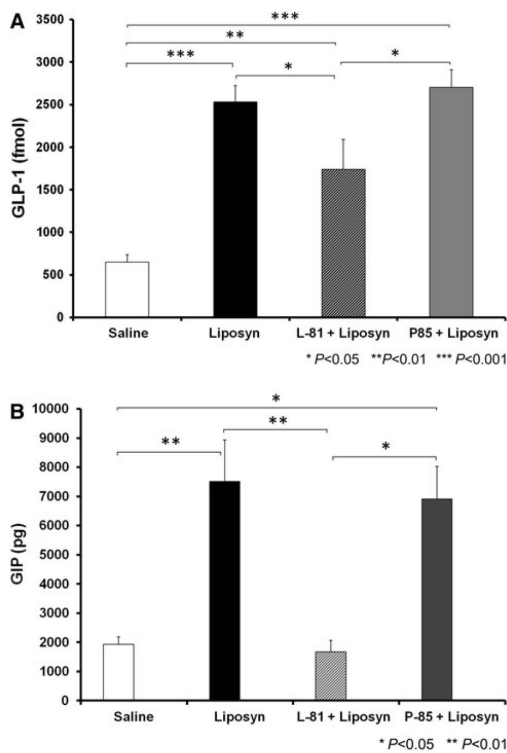 A
3500
3000
2500
2000
1500
1000
500
0
GLP-1 (fmol)
***
**
***
*
*
Saline
Liposyn
L-81 + Liposyn
P85 + Liposyn
* P<0.05 **P<0.01 *** P<0.001
B
10000
9000
8000
7000
6000
5000
4000
3000
2000
1000
0
GIP (pg)
*
**
**
*
Saline
Liposyn
L-81 + Liposyn
P-85 + Liposyn
* P<0.05 ** P<0.01